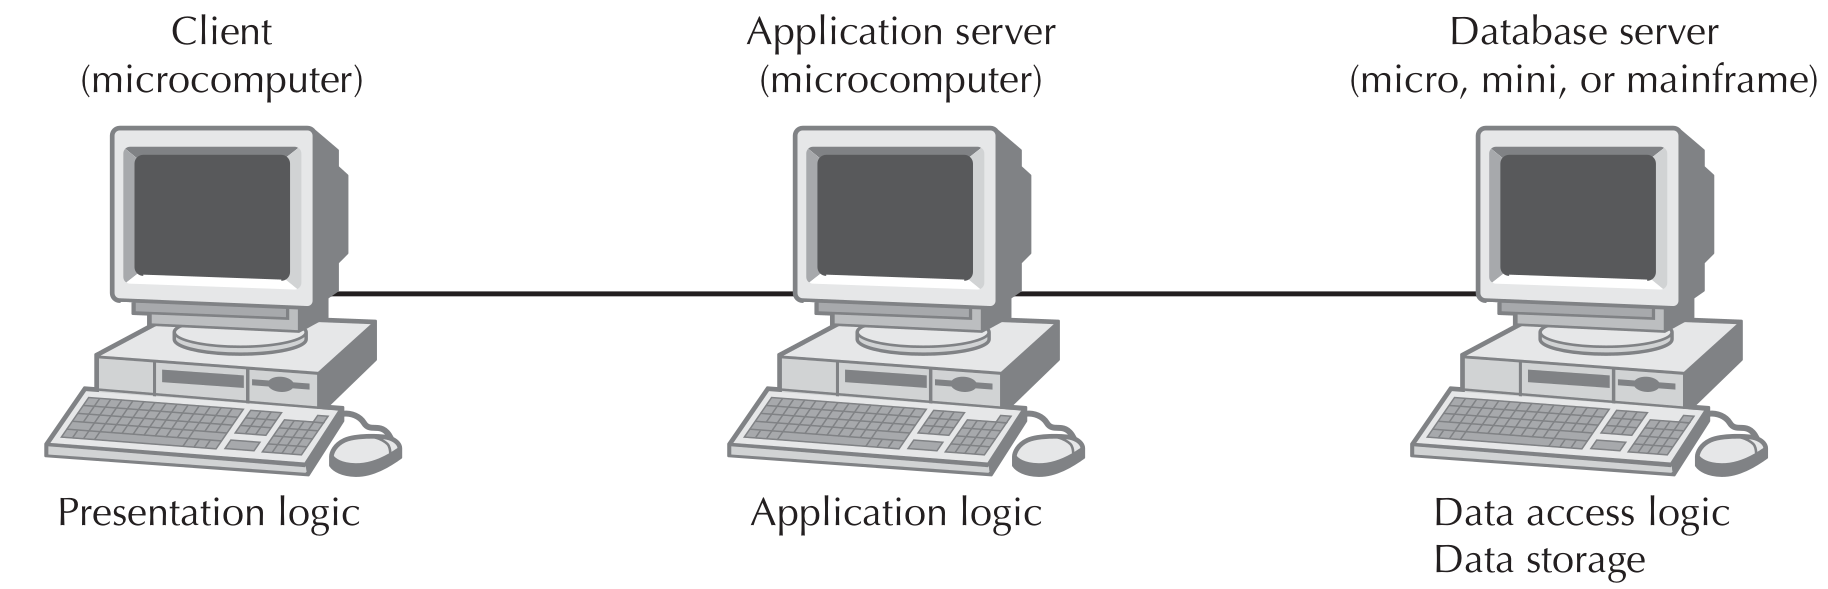 Client
(microcomputer)
Application server
(microcomputer)
Database server
(micro, mini, or mainframe)
Presentation logic
Application logic
Data access logic
Data storage